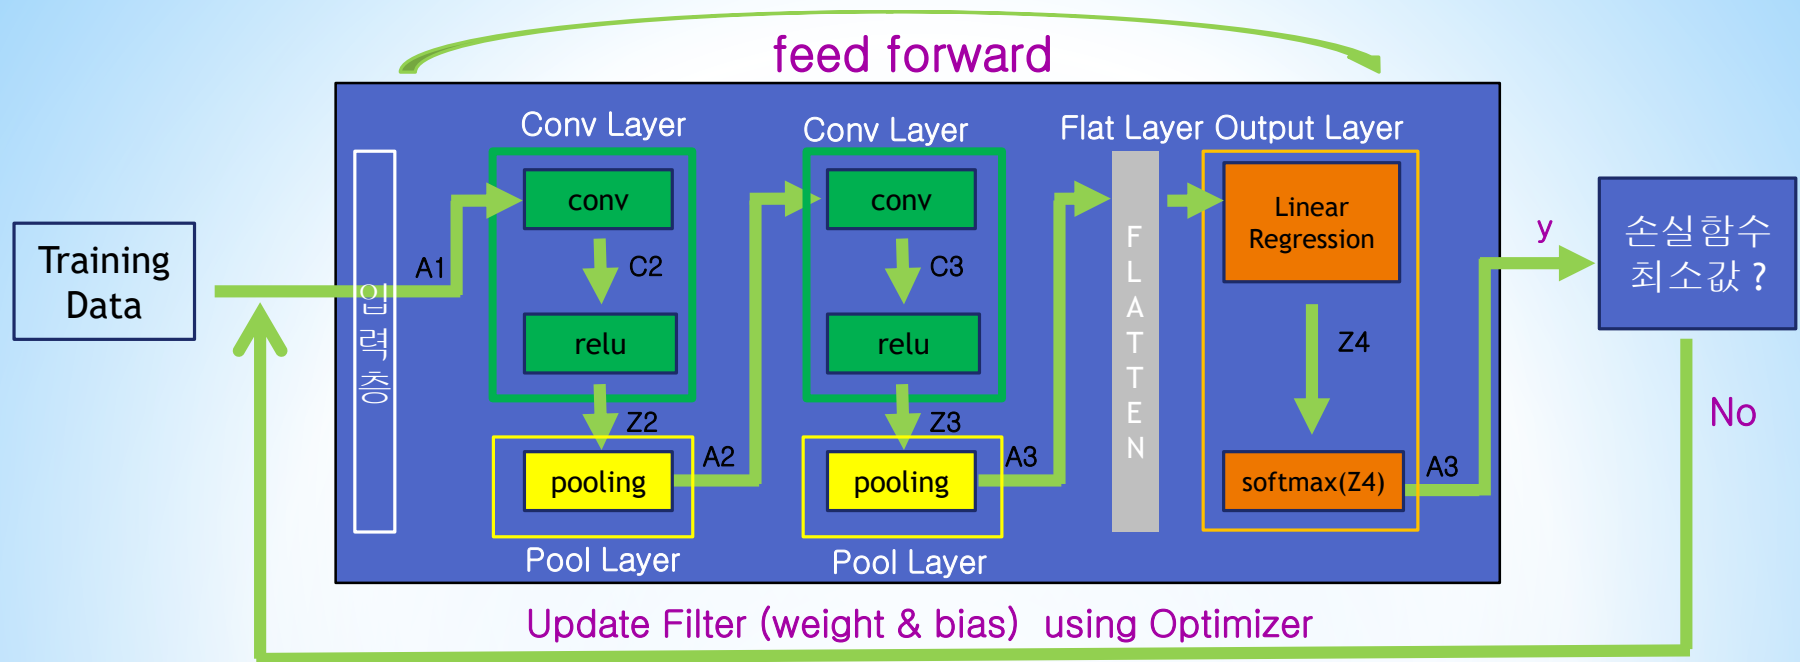 feed forward
Conv Layer
Conv Layer
Flat Layer
Output Layer
Training
Data
입
력
층
A1
conv
C2
relu
Z2
pooling
A2
Pool Layer
conv
C3
relu
Z3
pooling
A3
Pool Layer
F
L
A
T
T
E
N
Linear
Regression
Z4
softmax(Z4)
A3
y
손실함수
최소값 ?
No
Update Filter (weight & bias)  using Optimizer